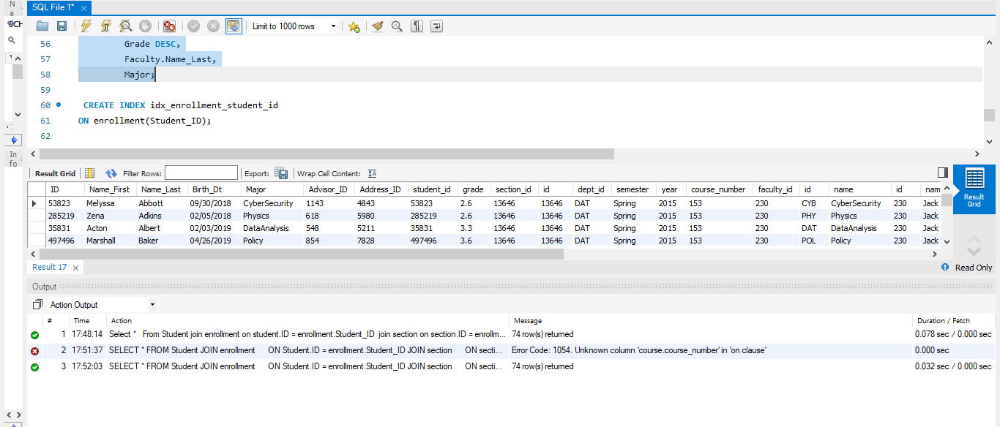 N
a
SQL File 1*
CH
Limit to 1000 rows
56 Grade DESC,
57 Faculty.Name_Last,
58 Major;
59
60 CREATE INDEX idx_enrollment_student_id
61 ON enrollment(Student_ID);
62
In
fo
Result Grid Filter Rows: Export: Wrap Cell Content:
ID Name_First Name_Last Birth_Dt Major Advisor_ID Address_ID student_id grade section_id id dept_id semester year course_number faculty_id id name id nam
53823 Melyssa Abbott 09/30/2018 CyberSecurity 1143 4843 53823 2.6 13646 13646 DAT Spring 2015 153 230 CYB CyberSecurity 230 Jack
285219 Zena Adkins 02/05/2018 Physics 618 5980 285219 2.6 13646 13646 DAT Spring 2015 153 230 PHY Physics 230 Jack
35831 Acton Albert 02/03/2019 DataAnalysis 548 5211 35831 3.3 13646 13646 DAT Spring 2015 153 230 DAT DataAnalysis 230 Jack
497496 Marshall Baker 04/26/2019 Policy 854 7828 497496 3.6 13646 13646 DAT Spring 2015 153 230 POL Policy 230 Jack
Result
Grid
Result 17 Read Only
Output
Action Output
# Time Action Message Duration / Fetch
1 17:48:14 Select * From Student join enrollment on student.ID = enrollment.Student_ID join section on section.ID = enrollm... 74 row(s) returned 0.078 sec / 0.000 sec
2 17:51:37 SELECT * FROM Student JOIN enrollment ON Student.ID = enrollment.Student_ID JOIN section ON secti... Error Code: 1054. Unknown column 'course.course_number' in 'on clause' 0.000 sec
3 17:52:03 SELECT * FROM Student JOIN enrollment ON Student.ID = enrollment.Student_ID JOIN section ON secti... 74 row(s) returned 0.032 sec / 0.000 sec